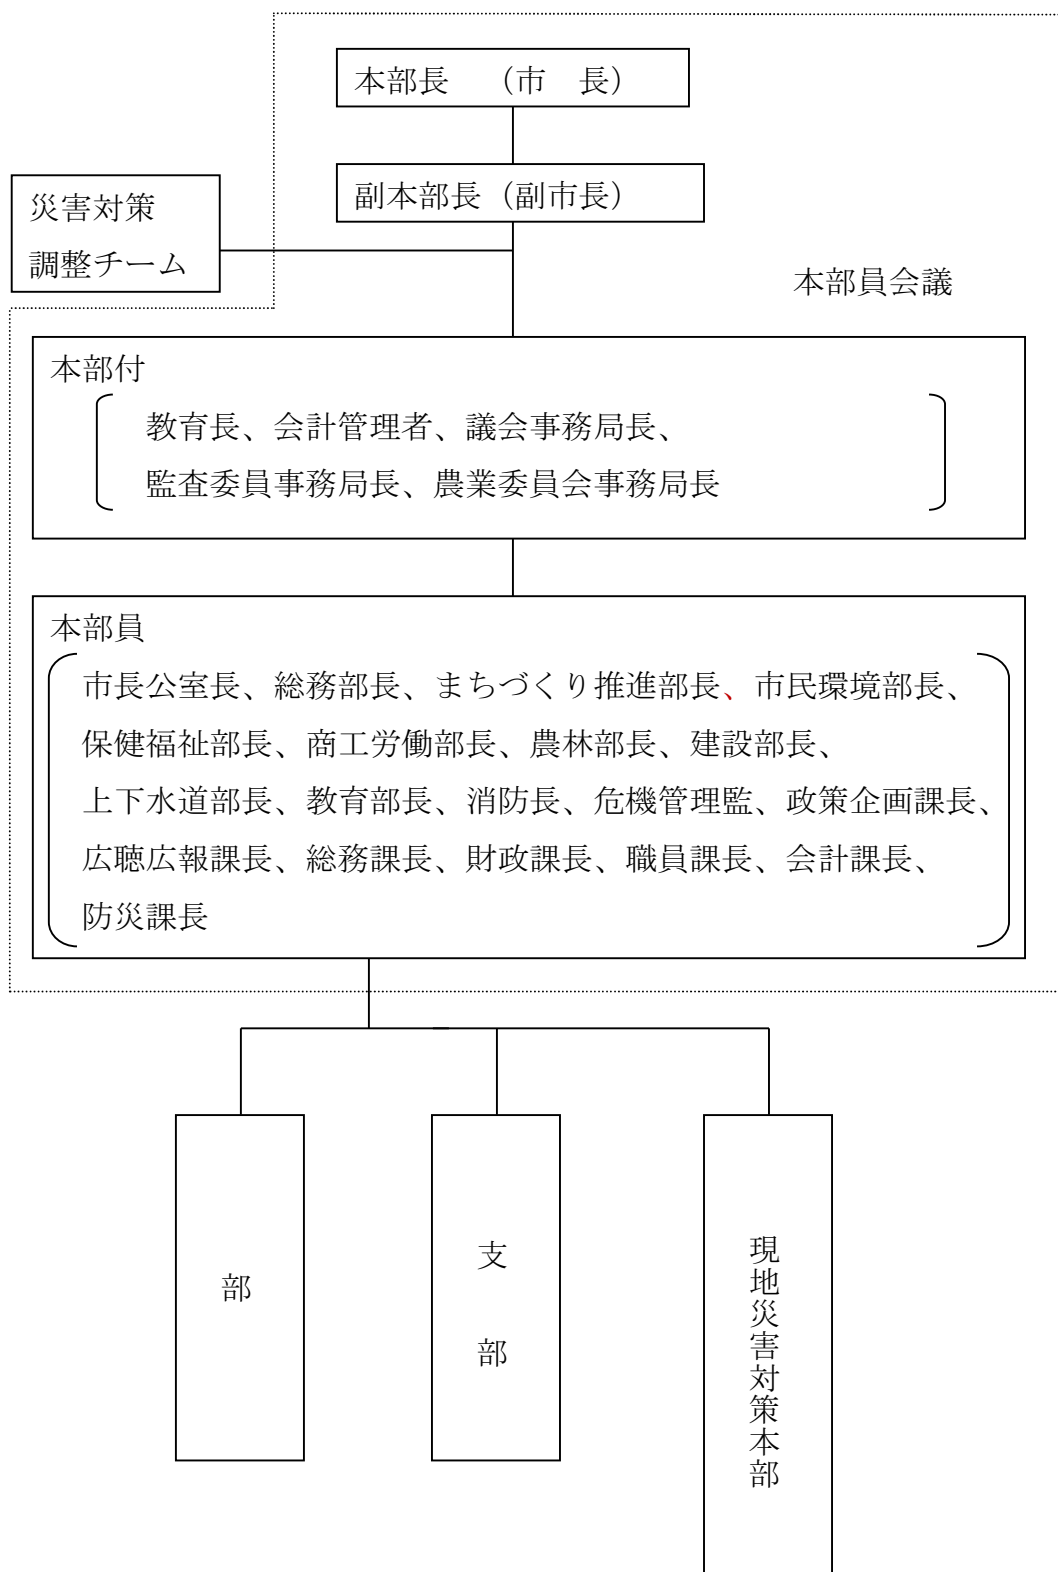 本部長　（市　長）
副本部長（副市長）
災害対策
調整チーム
本部員会議
本部付
教育長、会計管理者、議会事務局長、
監査委員事務局長、農業委員会事務局長
本部員
市長公室長、総務部長、まちづくり推進部長、市民環境部長、
保健福祉部長、商工労働部長、農林部長、建設部長、
上下水道部長、教育部長、消防長、危機管理監、政策企画課長、
広聴広報課長、総務課長、財政課長、職員課長、会計課長、
防災課長
部
支部
現地災害対策本部